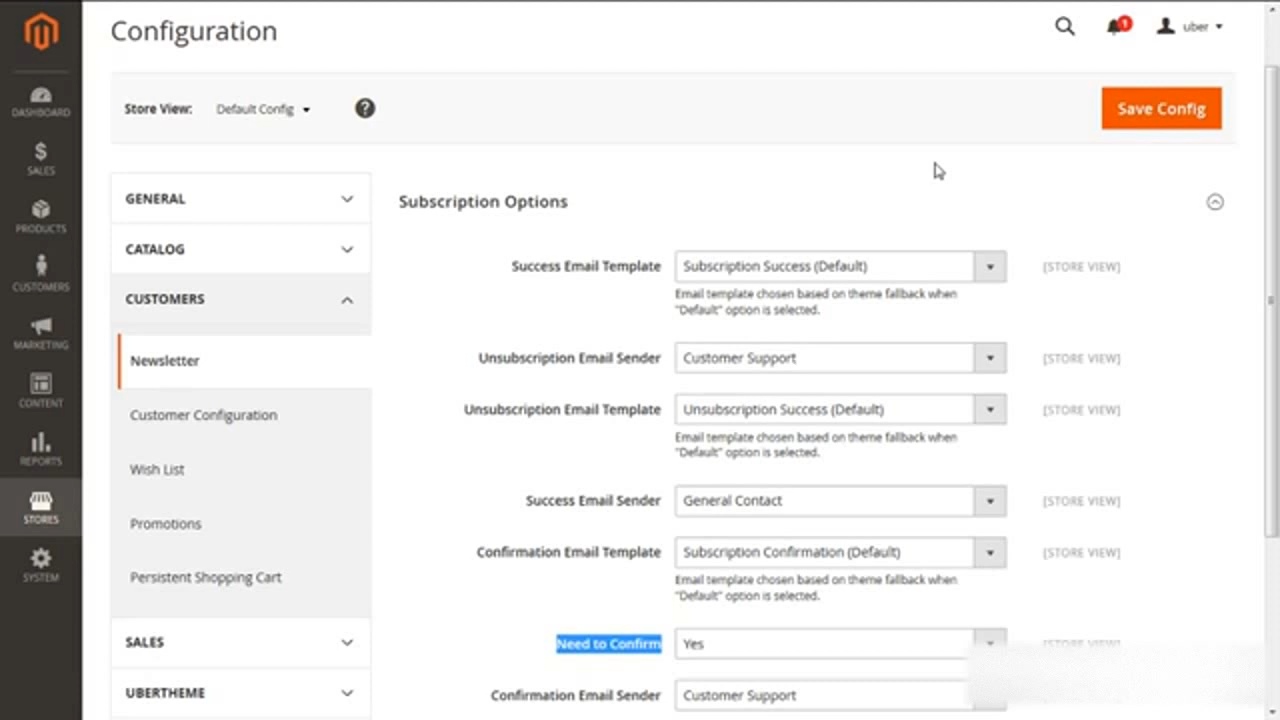 Configuration
1
uber
Store View: Default Config
?
Save Config
DASHBOARD
$
SALES
PRODUCTS
CUSTOMERS
MARKETING
CONTENT
REPORTS
STORES
SYSTEM
GENERAL
CATALOG
CUSTOMERS
Newsletter
Customer Configuration
Wish List
Promotions
Persistent Shopping Cart
SALES
UBERTHEME
Subscription Options
Success Email Template Subscription Success (Default) [STORE VIEW]
Email template chosen based on theme fallback when
"Default" option is selected.
Unsubscription Email Sender Customer Support [STORE VIEW]
Unsubscription Email Template Unsubscription Success (Default) [STORE VIEW]
Email template chosen based on theme fallback when
"Default" option is selected.
Success Email Sender General Contact [STORE VIEW]
Confirmation Email Template Subscription Confirmation (Default) [STORE VIEW]
Email template chosen based on theme fallback when
"Default" option is selected.
Need to Confirm Yes [STORE VIEW]
Confirmation Email Sender Customer Support